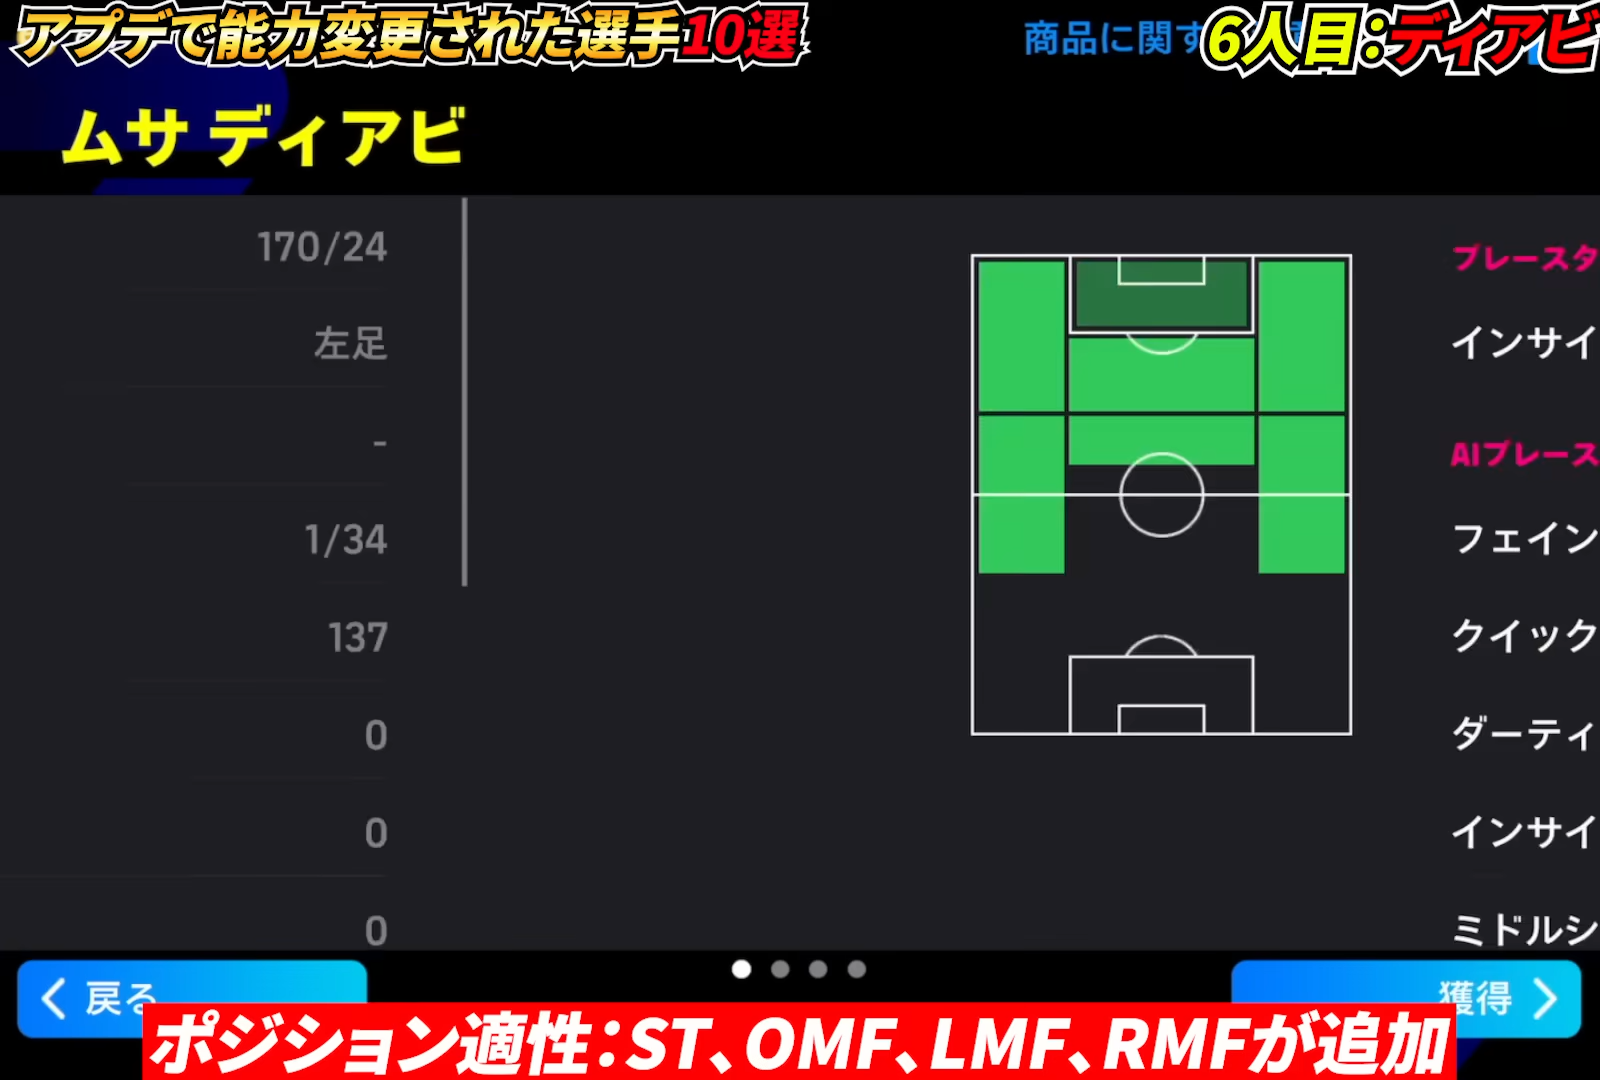 アプデで能力変更された選手10選
商品に関す
6人目：ディアビ
ムサ ディアビ
170/24
左足
-
1/34
137
0
0
0
プレースタ
インサイ
AIプレース
フェイン
クイック
ダーティ
インサイ
ミドルシ
戻る
獲得
ポジション適性：ST、OMF、LMF、RMFが追加